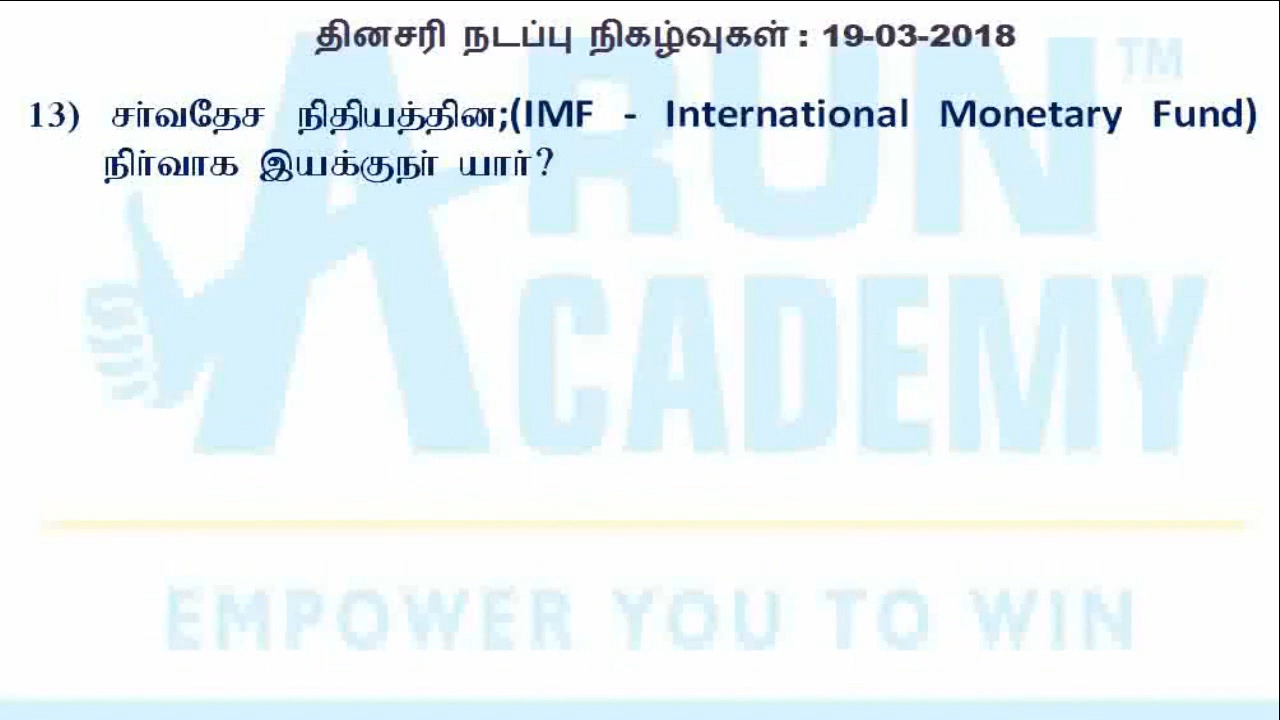 தினசரி நடப்பு நிகழ்வுகள் : 19-03-2018
13) சர்வதேச நிதியத்தின;(IMF - International Monetary Fund)
நிர்வாக இயக்குநர் யார்?
ARUN™
ACADEMY
EMPOWER YOU TO WIN